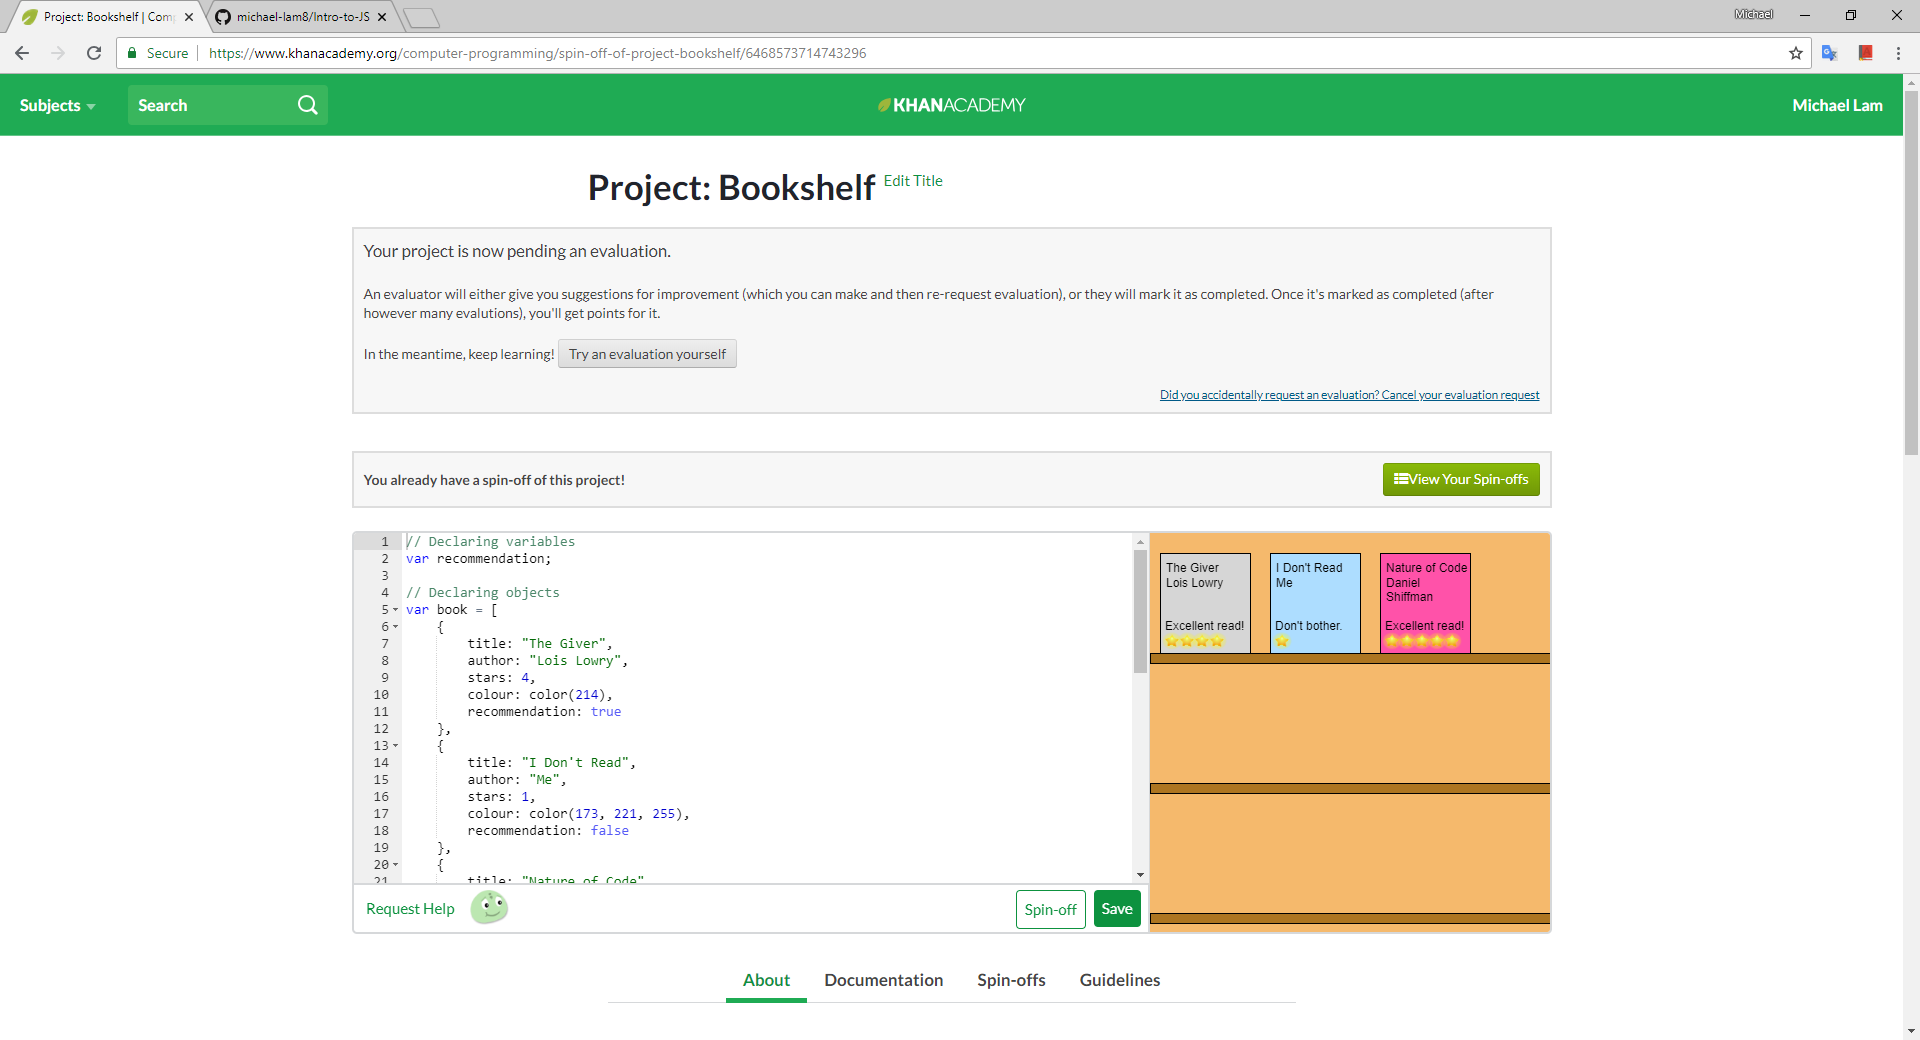 Project: Bookshelf | Com
michael-lam8/Intro-to-JS
Michael
Secure
https://www.khanacademy.org/computer-programming/spin-off-of-project-bookshelf/6468573714743296
Subjects
Search
KHANACADEMY
Michael Lam
Project: Bookshelf
Edit Title
Your project is now pending an evaluation.
An evaluator will either give you suggestions for improvement (which you can make and then re-request evaluation), or they will mark it as completed. Once it's marked as completed (after
however many evalutions), you'll get points for it.
In the meantime, keep learning!
Try an evaluation yourself
Did you accidentally request an evaluation? Cancel your evaluation request
You already have a spin-off of this project!
View Your Spin-offs
1 // Declaring variables
2 var recommendation;
3
4 // Declaring objects
5 var book = [
6 {
7 title: "The Giver",
8 author: "Lois Lowry",
9 stars: 4,
10 colour: color(214),
11 recommendation: true
12 },
13 {
14 title: "I Don't Read",
15 author: "Me",
16 stars: 1,
17 colour: color(173, 221, 255),
18 recommendation: false
19 },
20 {
21 title: "Nature of Code"
The Giver
Lois Lowry
Excellent read!
I Don't Read
Me
Don't bother.
Nature of Code
Daniel
Shiffman
Excellent read!
Request Help
Spin-off
Save
About
Documentation
Spin-offs
Guidelines